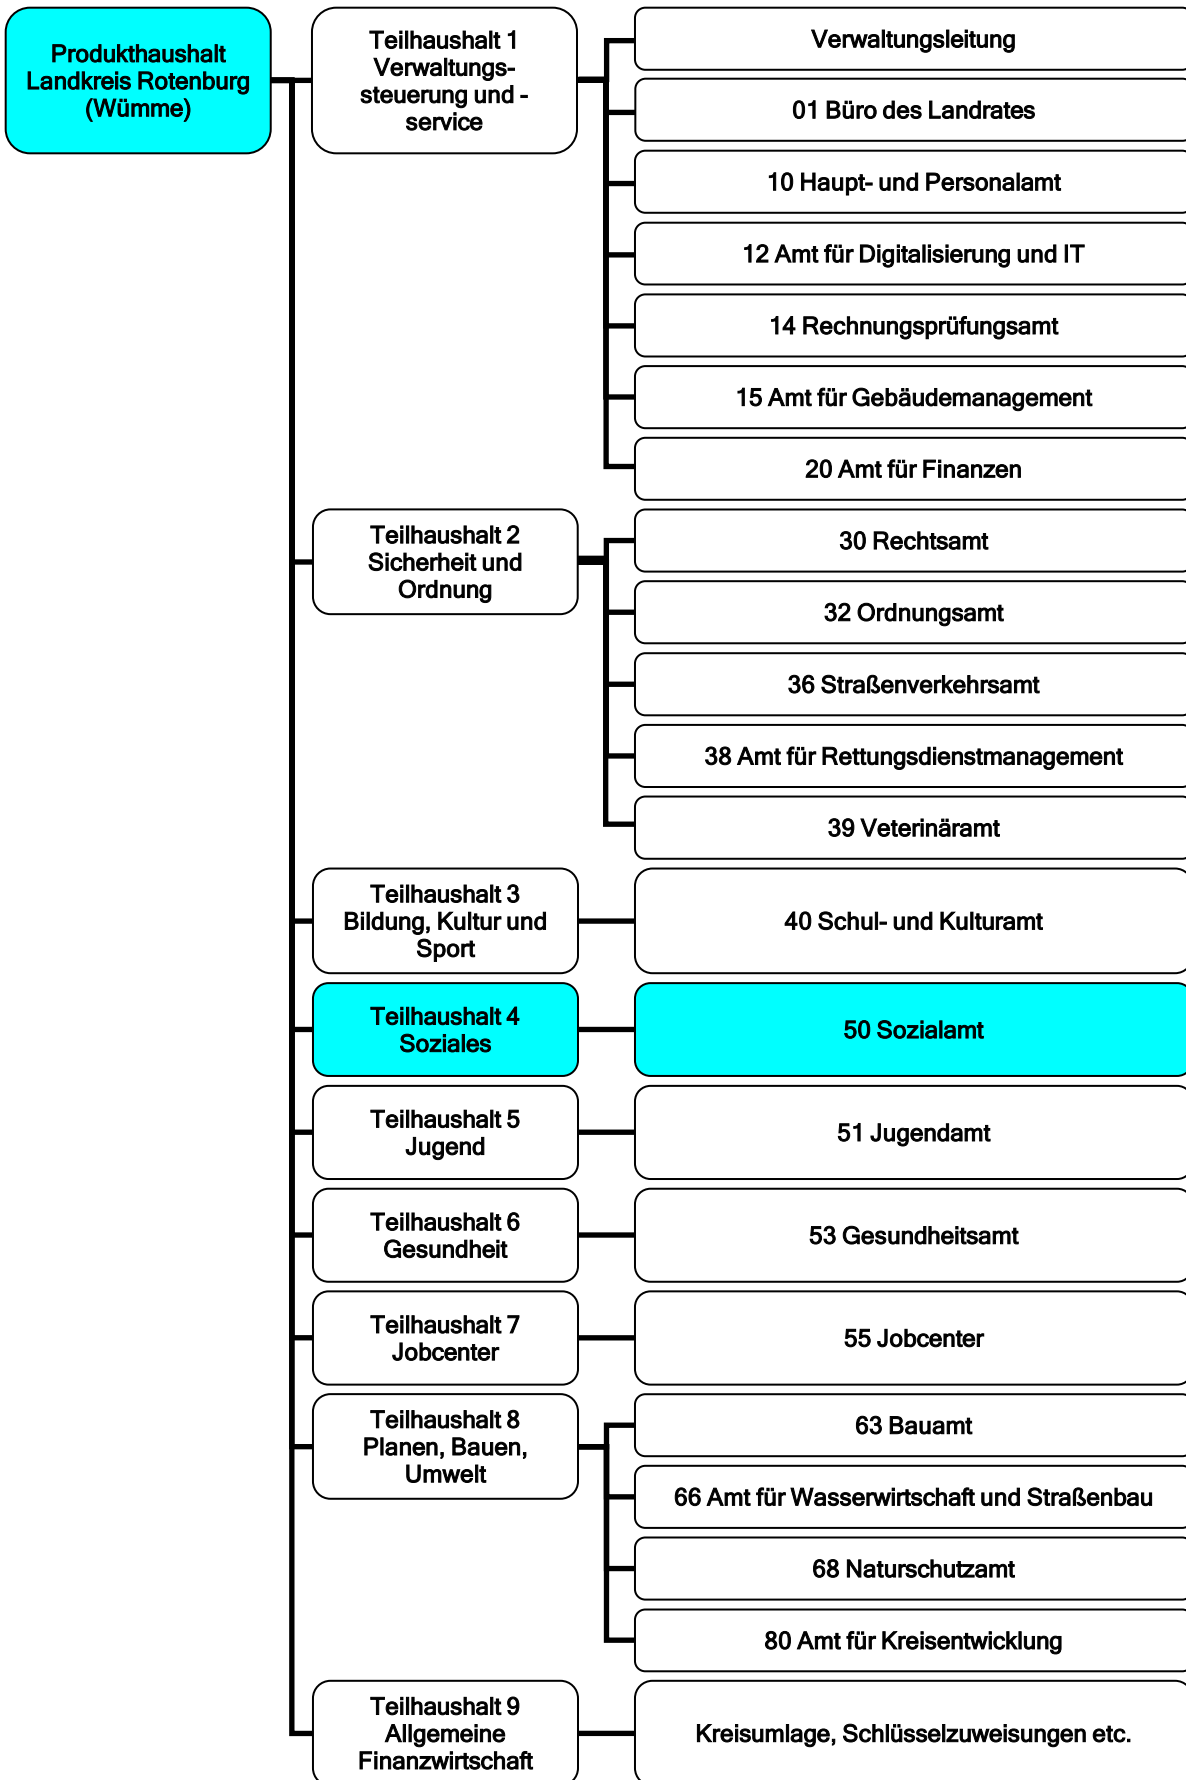 Produkthaushalt
Landkreis Rotenburg
(Wümme)
Teilhaushalt 1
Verwaltungs-
steuerung und -
service
Verwaltungsleitung
01 Büro des Landrates
10 Haupt- und Personalamt
12 Amt für Digitalisierung und IT
14 Rechnungsprüfungsamt
15 Amt für Gebäudemanagement
20 Amt für Finanzen
Teilhaushalt 2
Sicherheit und
Ordnung
30 Rechtsamt
32 Ordnungsamt
36 Straßenverkehrsamt
38 Amt für Rettungsdienstmanagement
39 Veterinäramt
Teilhaushalt 3
Bildung, Kultur und
Sport
40 Schul- und Kulturamt
Teilhaushalt 4
Soziales
50 Sozialamt
Teilhaushalt 5
Jugend
51 Jugendamt
Teilhaushalt 6
Gesundheit
53 Gesundheitsamt
Teilhaushalt 7
Jobcenter
55 Jobcenter
Teilhaushalt 8
Planen, Bauen,
Umwelt
63 Bauamt
66 Amt für Wasserwirtschaft und Straßenbau
68 Naturschutzamt
80 Amt für Kreisentwicklung
Teilhaushalt 9
Allgemeine
Finanzwirtschaft
Kreisumlage, Schlüsselzuweisungen etc.